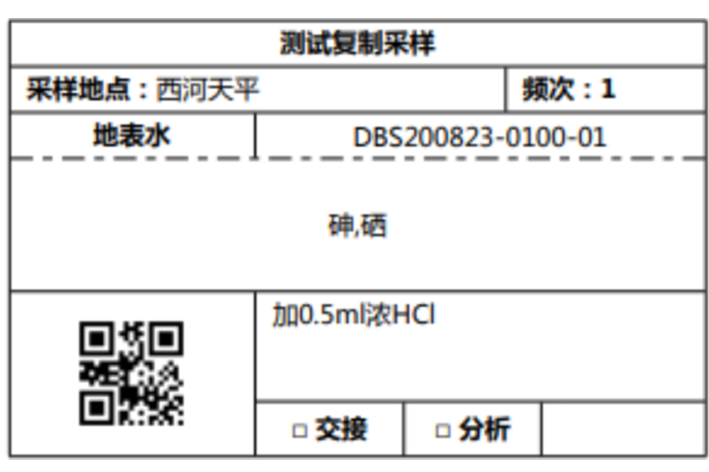 测试复制采样
采样地点：西河天平 频次：1
地表水 DBS200823-0100-01
砷,硒
加0.5ml浓HCl
□ 交接 □ 分析